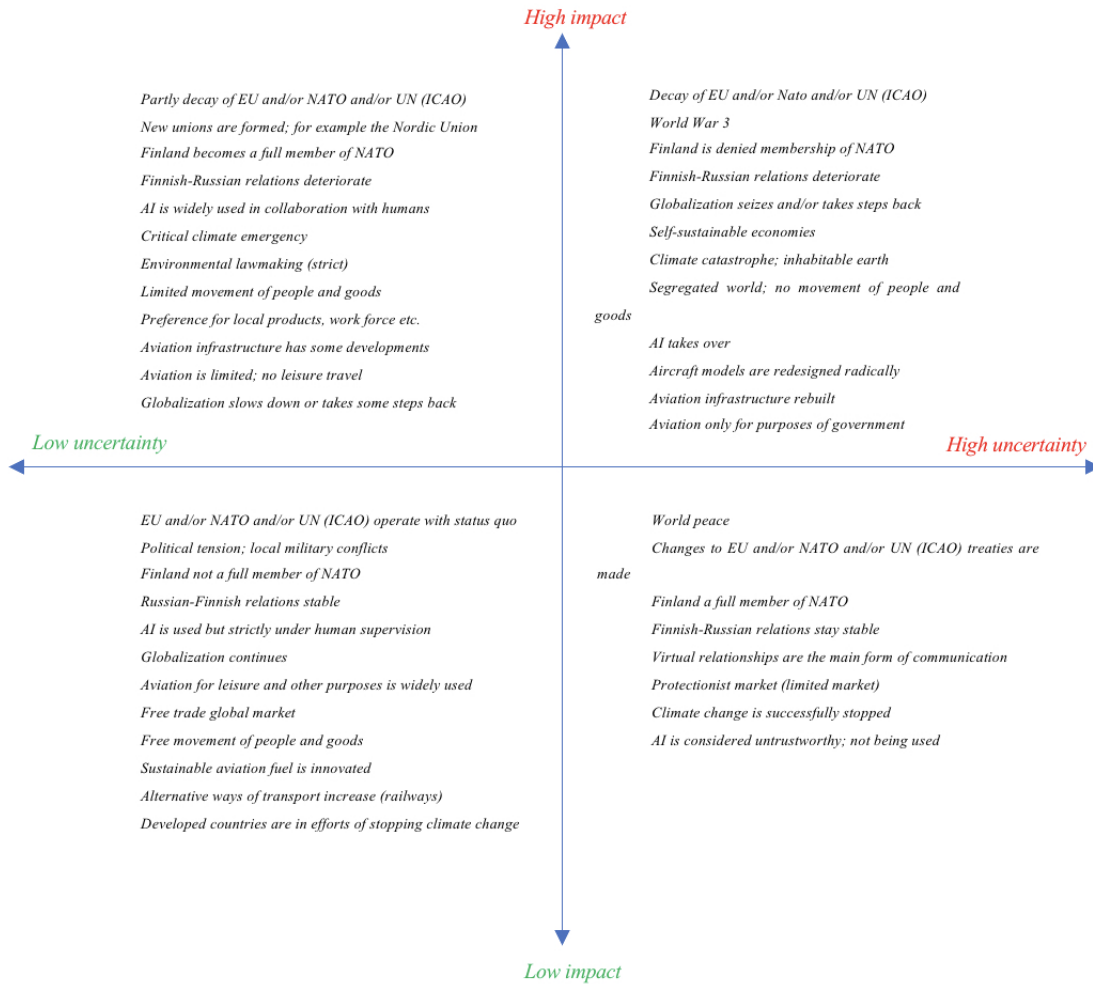 High impact
Partly decay of EU and/or NATO and/or UN (ICAO)
New unions are formed; for example the Nordic Union
Finland becomes a full member of NATO
Finnish-Russian relations deteriorate
AI is widely used in collaboration with humans
Critical climate emergency
Environmental lawmaking (strict)
Limited movement of people and goods
Preference for local products, work force etc.
Aviation infrastructure has some developments
Aviation is limited; no leisure travel
Globalization slows down or takes some steps back
Decay of EU and/or Nato and/or UN (ICAO)
World War 3
Finland is denied membership of NATO
Finnish-Russian relations deteriorate
Globalization seizes and/or takes steps back
Self-sustainable economies
Climate catastrophe; inhabitable earth
Segregated world; no movement of people and
goods
AI takes over
Aircraft models are redesigned radically
Aviation infrastructure rebuilt
Aviation only for purposes of government
Low uncertainty
High uncertainty
EU and/or NATO and/or UN (ICAO) operate with status quo
Political tension; local military conflicts
Finland not a full member of NATO
Russian-Finnish relations stable
AI is used but strictly under human supervision
Globalization continues
Aviation for leisure and other purposes is widely used
Free trade global market
Free movement of people and goods
Sustainable aviation fuel is innovated
Alternative ways of transport increase (railways)
Developed countries are in efforts of stopping climate change
World peace
Changes to EU and/or NATO and/or UN (ICAO) treaties are
made
Finland a full member of NATO
Finnish-Russian relations stay stable
Virtual relationships are the main form of communication
Protectionist market (limited market)
Climate change is successfully stopped
AI is considered untrustworthy; not being used
Low impact